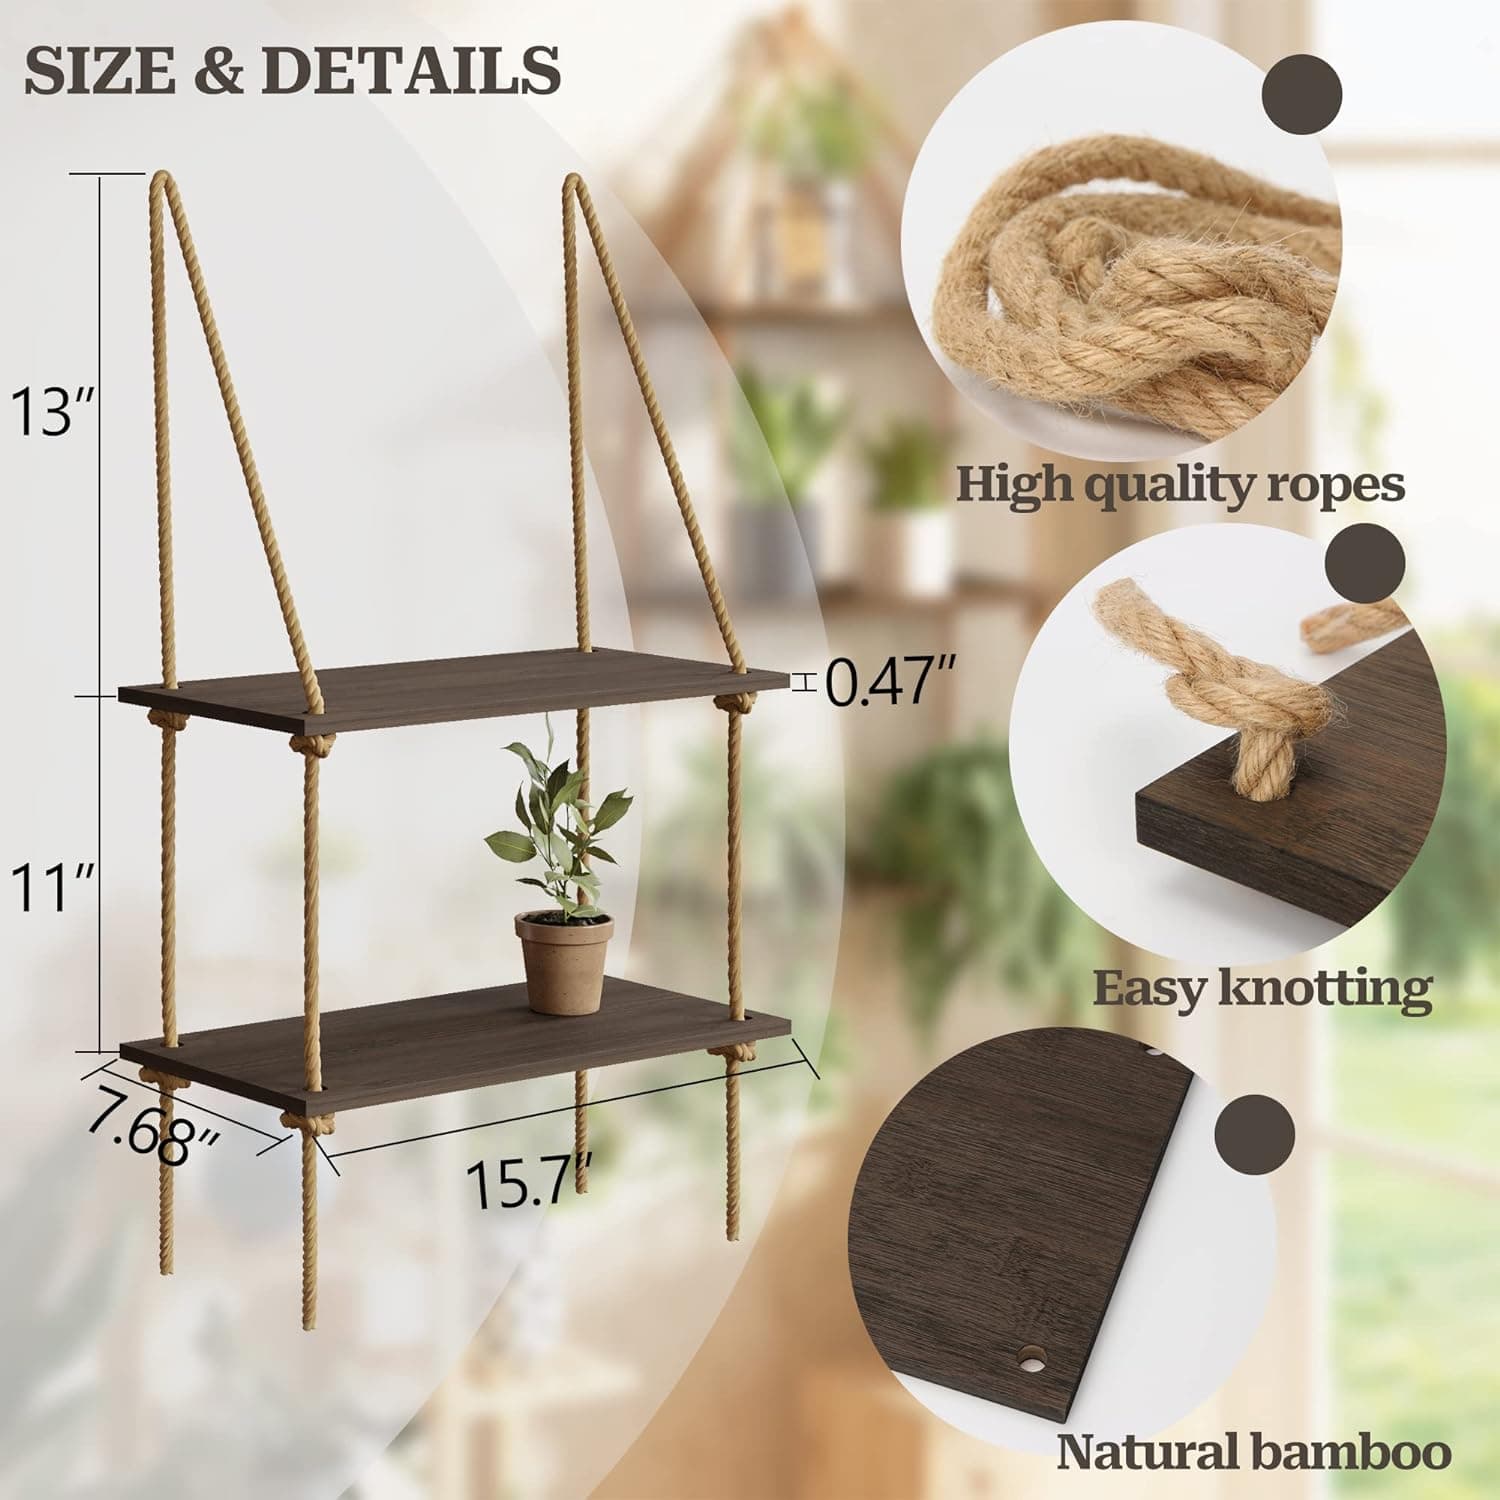 SIZE & DETAILS
13"
0.47"
11"
7.68"
15.7"
High quality ropes
Easy knotting
Natural bamboo